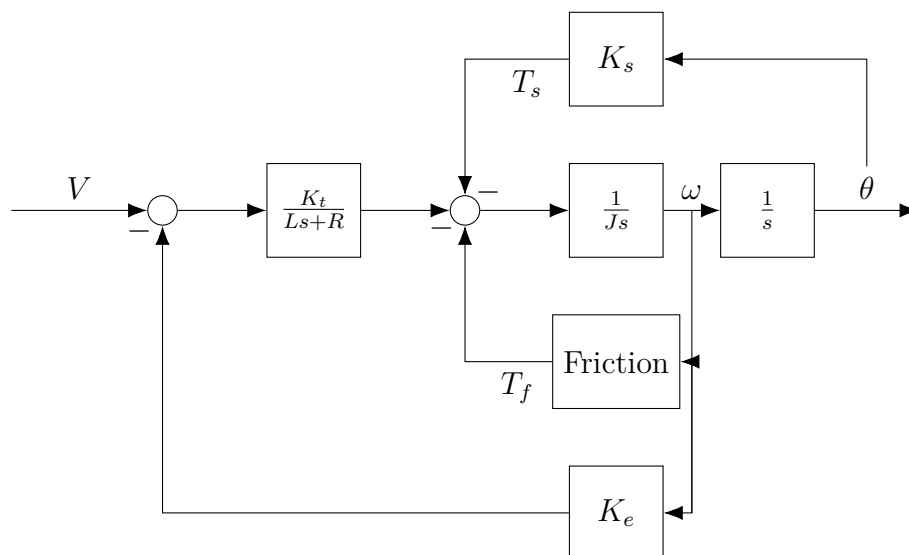 K_s
T_s
V
K_t
Ls+R
1
Js
ω
1
s
θ
−
−
−
Friction
T_f
K_e